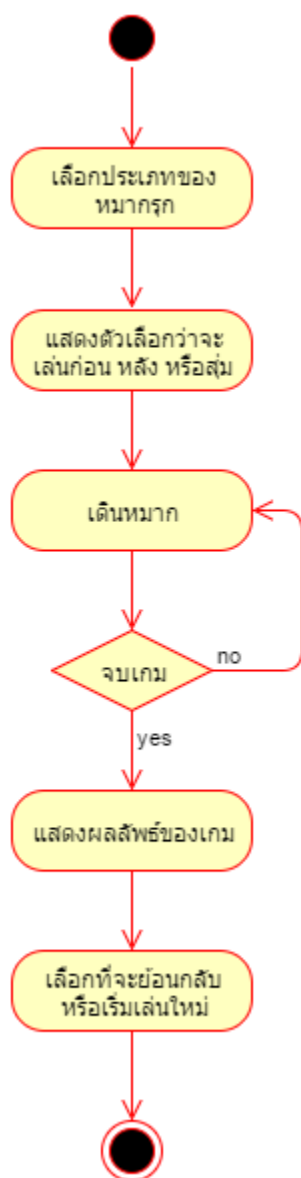 เลือกประเภทของ
หมากรุก
แสดงตัวเลือกว่าจะ
เล่นก่อน หลัง หรือสุ่ม
เดินหมาก
จบเกม
no
yes
แสดงผลลัพธ์ของเกม
เลือกที่จะย้อนกลับ
หรือเริ่มเล่นใหม่